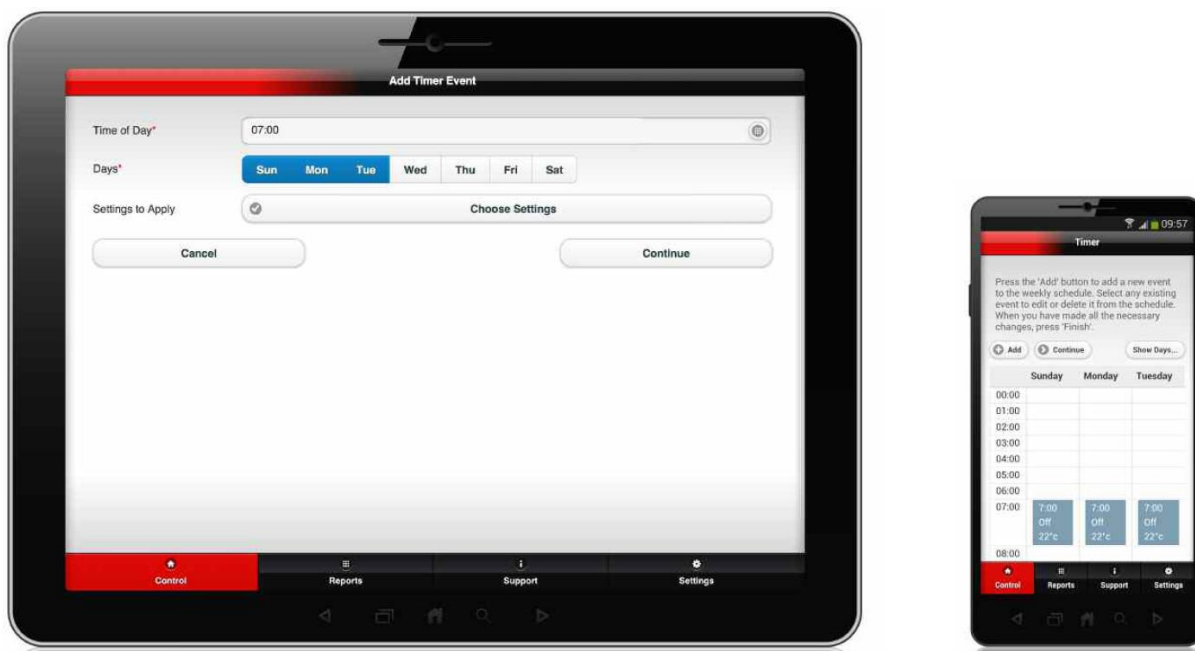 Add Timer Event
Time of Day*
07:00
Days*
Sun Mon Tue Wed Thu Fri Sat
Settings to Apply
Choose Settings
Cancel
Continue
Control
Reports
Support
Settings
09:57
Timer
Press the 'Add' button to add a new event
to the weekly schedule. Select any existing
event to edit or delete it from the schedule.
When you have made all the necessary
changes, press 'Finish'.
Add
Continue
Show Days...
Sunday Monday Tuesday
00:00
01:00
02:00
03:00
04:00
05:00
06:00
07:00
7:00 7:00 7:00
Off Off Off
22°c 22°c 22°c
08:00
Control
Reports
Support
Settings